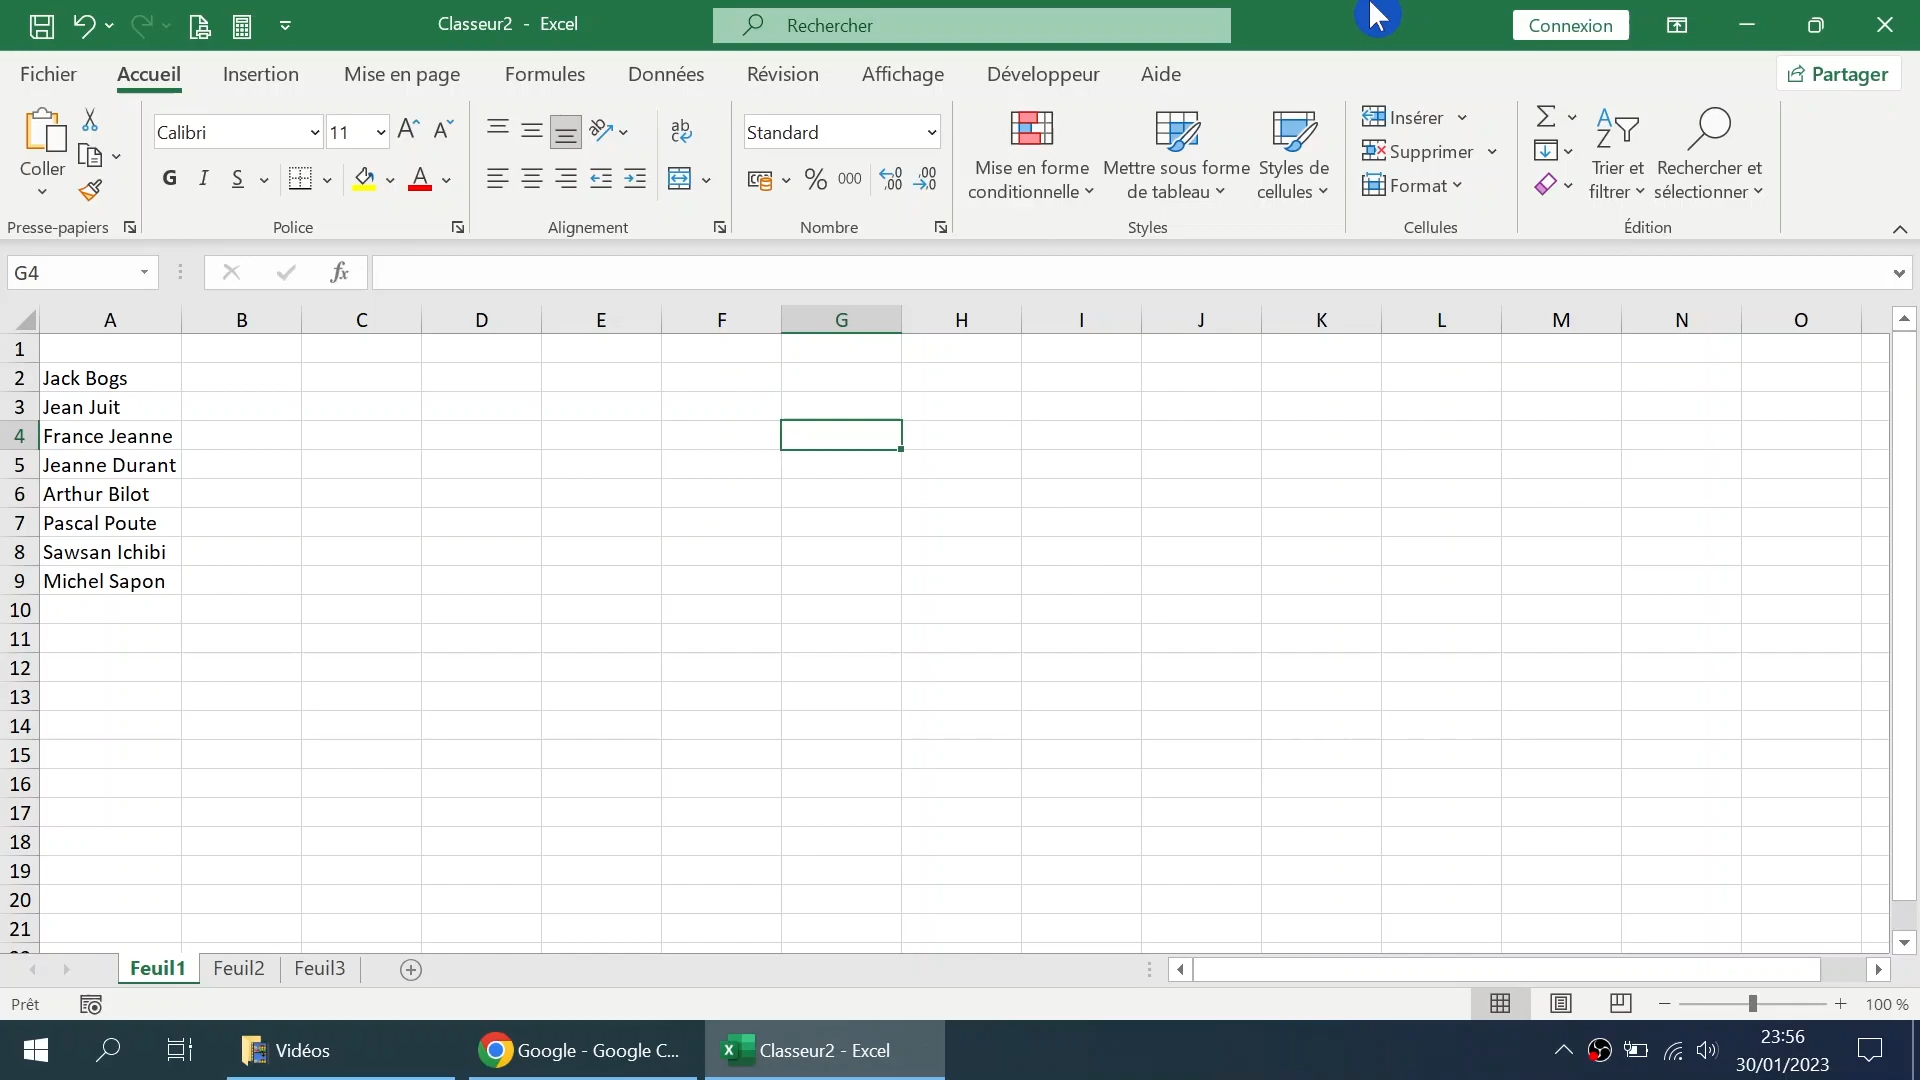 Classeur2 - Excel
Rechercher
Connexion
Fichier Accueil Insertion Mise en page Formules Données Révision Affichage Développeur Aide Partager
Coller
Presse-papiers
Calibri 11
G I S A
Police
ab
c
Alignement
Standard
% 000 ,00 ,00
Nombre
Mise en forme conditionnelle
Mettre sous forme de tableau
Styles de cellules
Styles
Insérer
Supprimer
Format
Cellules
Trier et filtrer
Rechercher et sélectionner
Édition
G4 fx
A B C D E F G H I J K L M N O
1
2 Jack Bogs
3 Jean Juit
4 France Jeanne
5 Jeanne Durant
6 Arthur Bilot
7 Pascal Poute
8 Sawsan Ichibi
9 Michel Sapon
10
11
12
13
14
15
16
17
18
19
20
21
Feuil1 Feuil2 Feuil3
Prêt 100 %
Vidéos
Google - Google C...
Classeur2 - Excel
23:56
30/01/2023